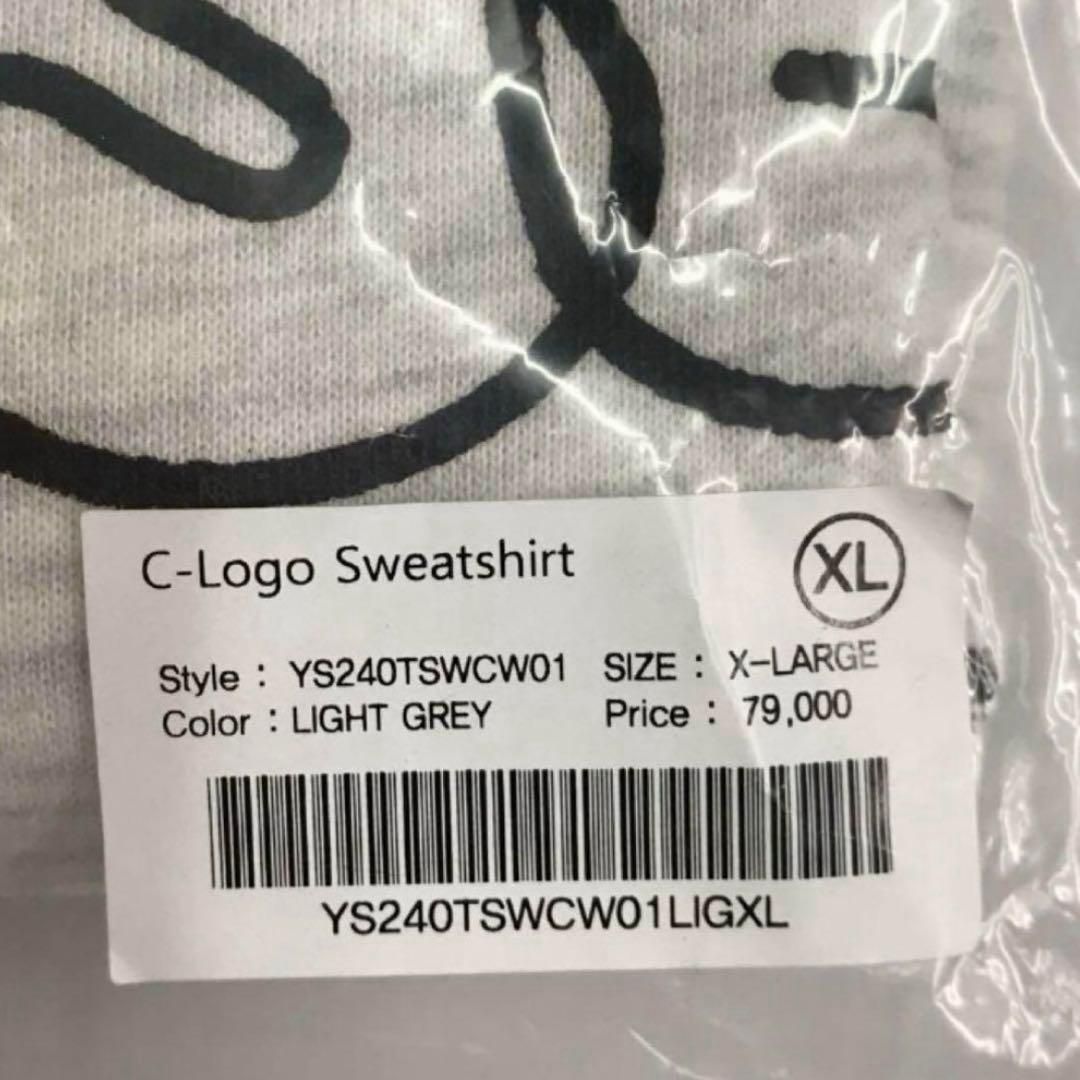 C-Logo Sweatshirt
XL
Style : YS240TSWCW01 SIZE : X-LARGE
Color : LIGHT GREY Price : 79,000
YS240TSWCW01LIGXL